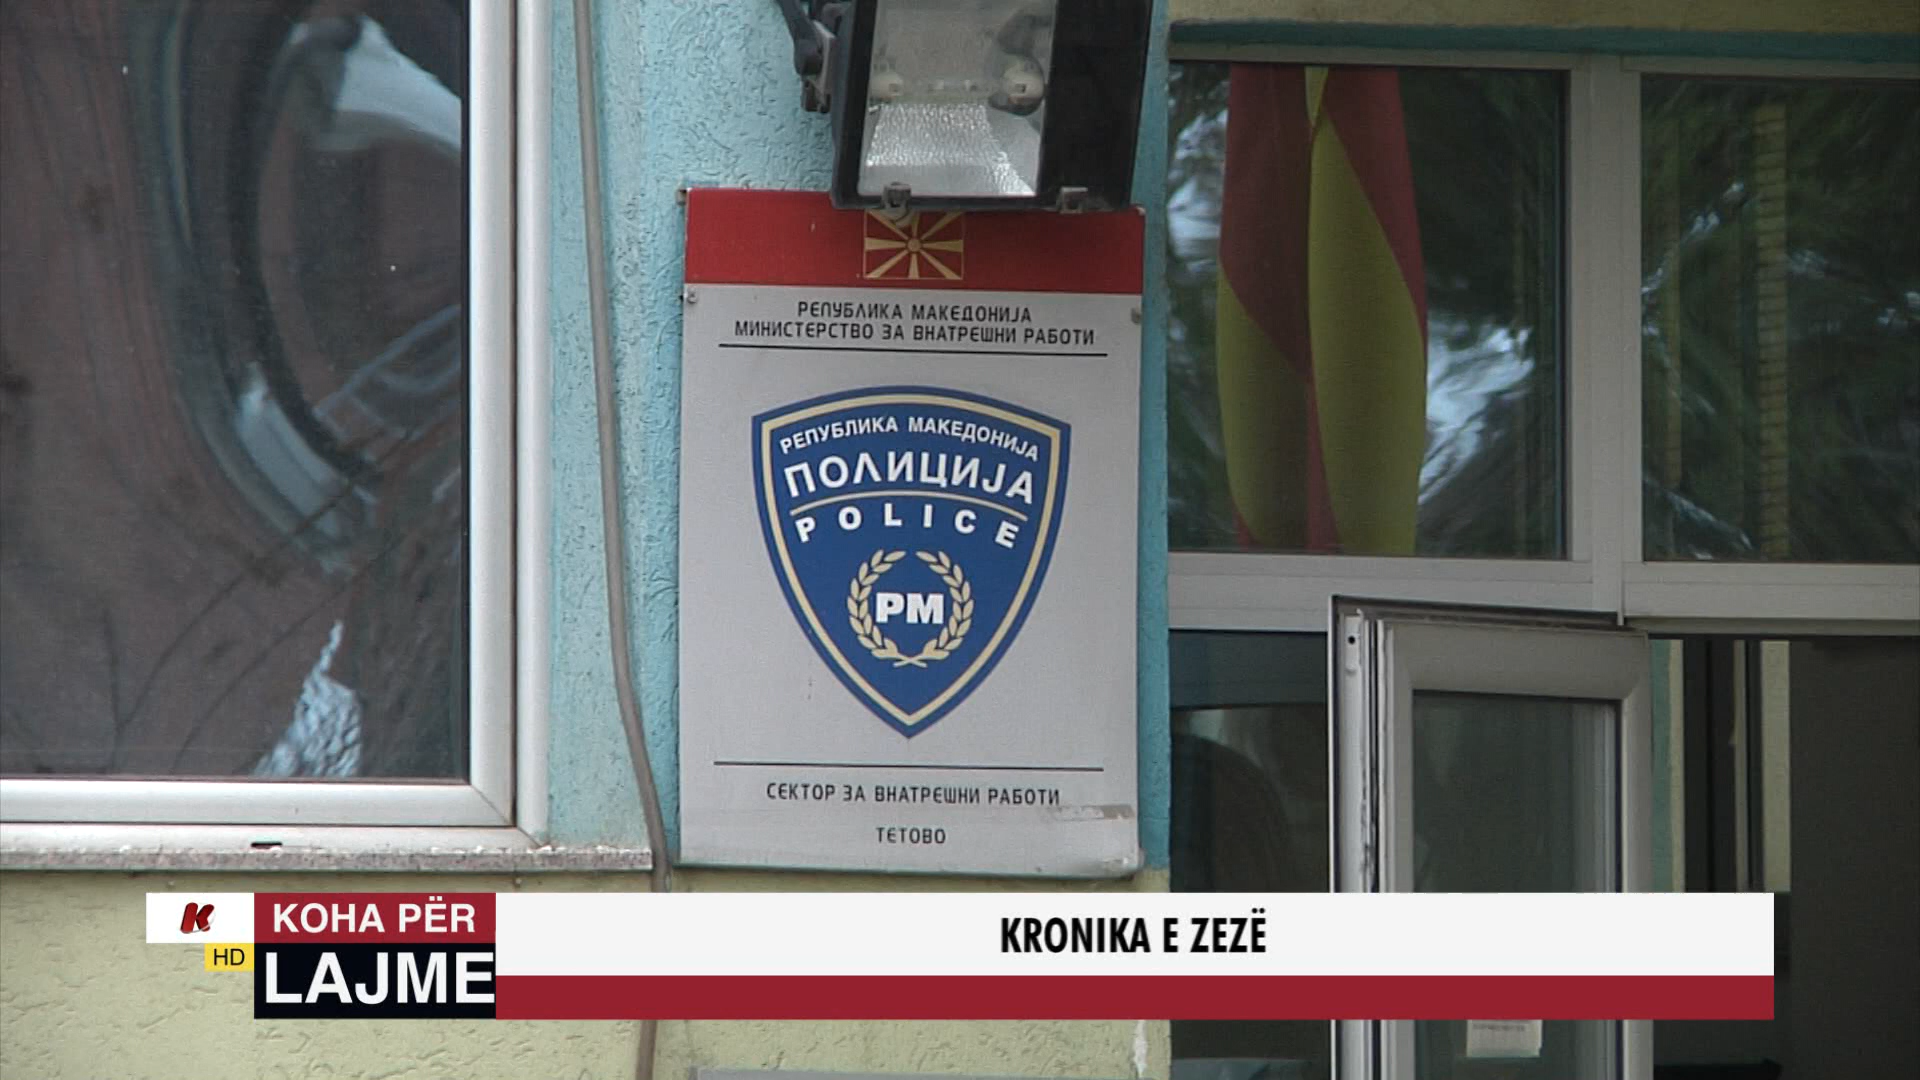 РЕПУБЛИКА МАКЕДОНИЈА
МИНИСТЕРСТВО ЗА ВНАТРЕШНИ РАБОТИ
РЕПУБЛИКА МАКЕДОНИЈА
ПОЛИЦИЈА
POLICE
РМ
СЕКТОР ЗА ВНАТРЕШНИ РАБОТИ
ТЕТОВО
K
HD
KOHA PËR
LAJME
KRONIKA E ZEZË